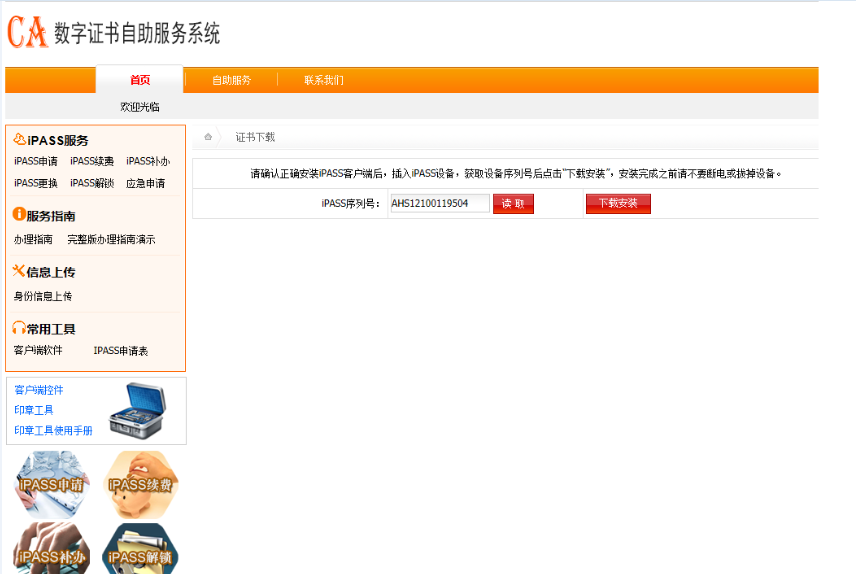 CA 数字证书自助服务系统
首页 自助服务 联系我们
欢迎光临
iPASS服务
iPASS申请 iPASS续费 iPASS补办
iPASS更换 iPASS解锁 应急申请
服务指南
办理指南 完整版办理指南演示
信息上传
身份信息上传
常用工具
客户端软件 IPASS申请表
客户端控件
印章工具
印章工具使用手册
iPASS申请 iPASS续费
iPASS补办 iPASS解锁
证书下载
请确认正确安装iPASS客户端后，插入iPASS设备，获取设备序列号后点击"下载安装"，安装完成之前请不要断电或拔掉设备。
iPASS序列号： AHS12100119504 读 取 下载安装